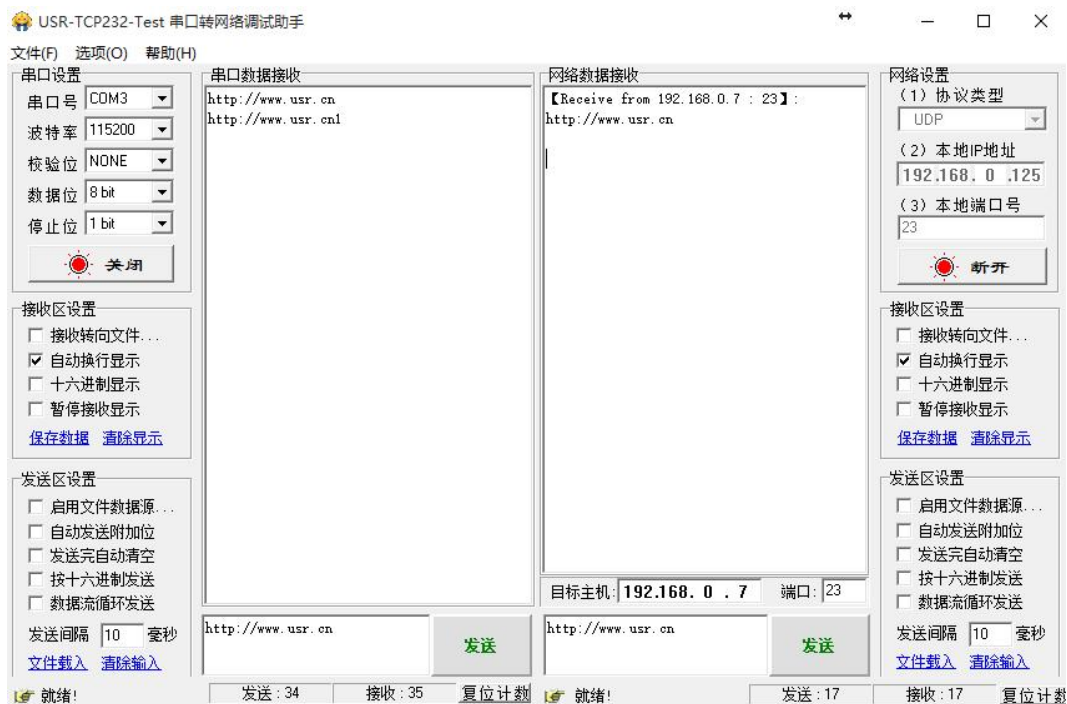 USR-TCP232-Test 串口转网络调试助手
文件(F) 选项(O) 帮助(H)
串口设置
串口号 COM3
波特率 115200
校验位 NONE
数据位 8 bit
停止位 1 bit
关闭
接收区设置
接收转向文件...
自动换行显示
十六进制显示
暂停接收显示
保存数据 清除显示
发送区设置
启用文件数据源...
自动发送附加位
发送完自动清空
按十六进制发送
数据流循环发送
发送间隔 10 毫秒
文件载入 清除输入
串口数据接收
http://www.usr.cn
http://www.usr.cn1
http://www.usr.cn
发送
网络数据接收
【Receive from 192.168.0.7 : 23】:
http://www.usr.cn
目标主机: 192.168. 0 . 7 端口: 23
http://www.usr.cn
发送
网络设置
(1) 协议类型
UDP
(2) 本地IP地址
192.168. 0 .125
(3) 本地端口号
23
断开
接收区设置
接收转向文件...
自动换行显示
十六进制显示
暂停接收显示
保存数据 清除显示
发送区设置
启用文件数据源...
自动发送附加位
发送完自动清空
按十六进制发送
数据流循环发送
发送间隔 10 毫秒
文件载入 清除输入
就绪! 发送:34 接收:35 复位计数
就绪! 发送:17 接收:17 复位计数